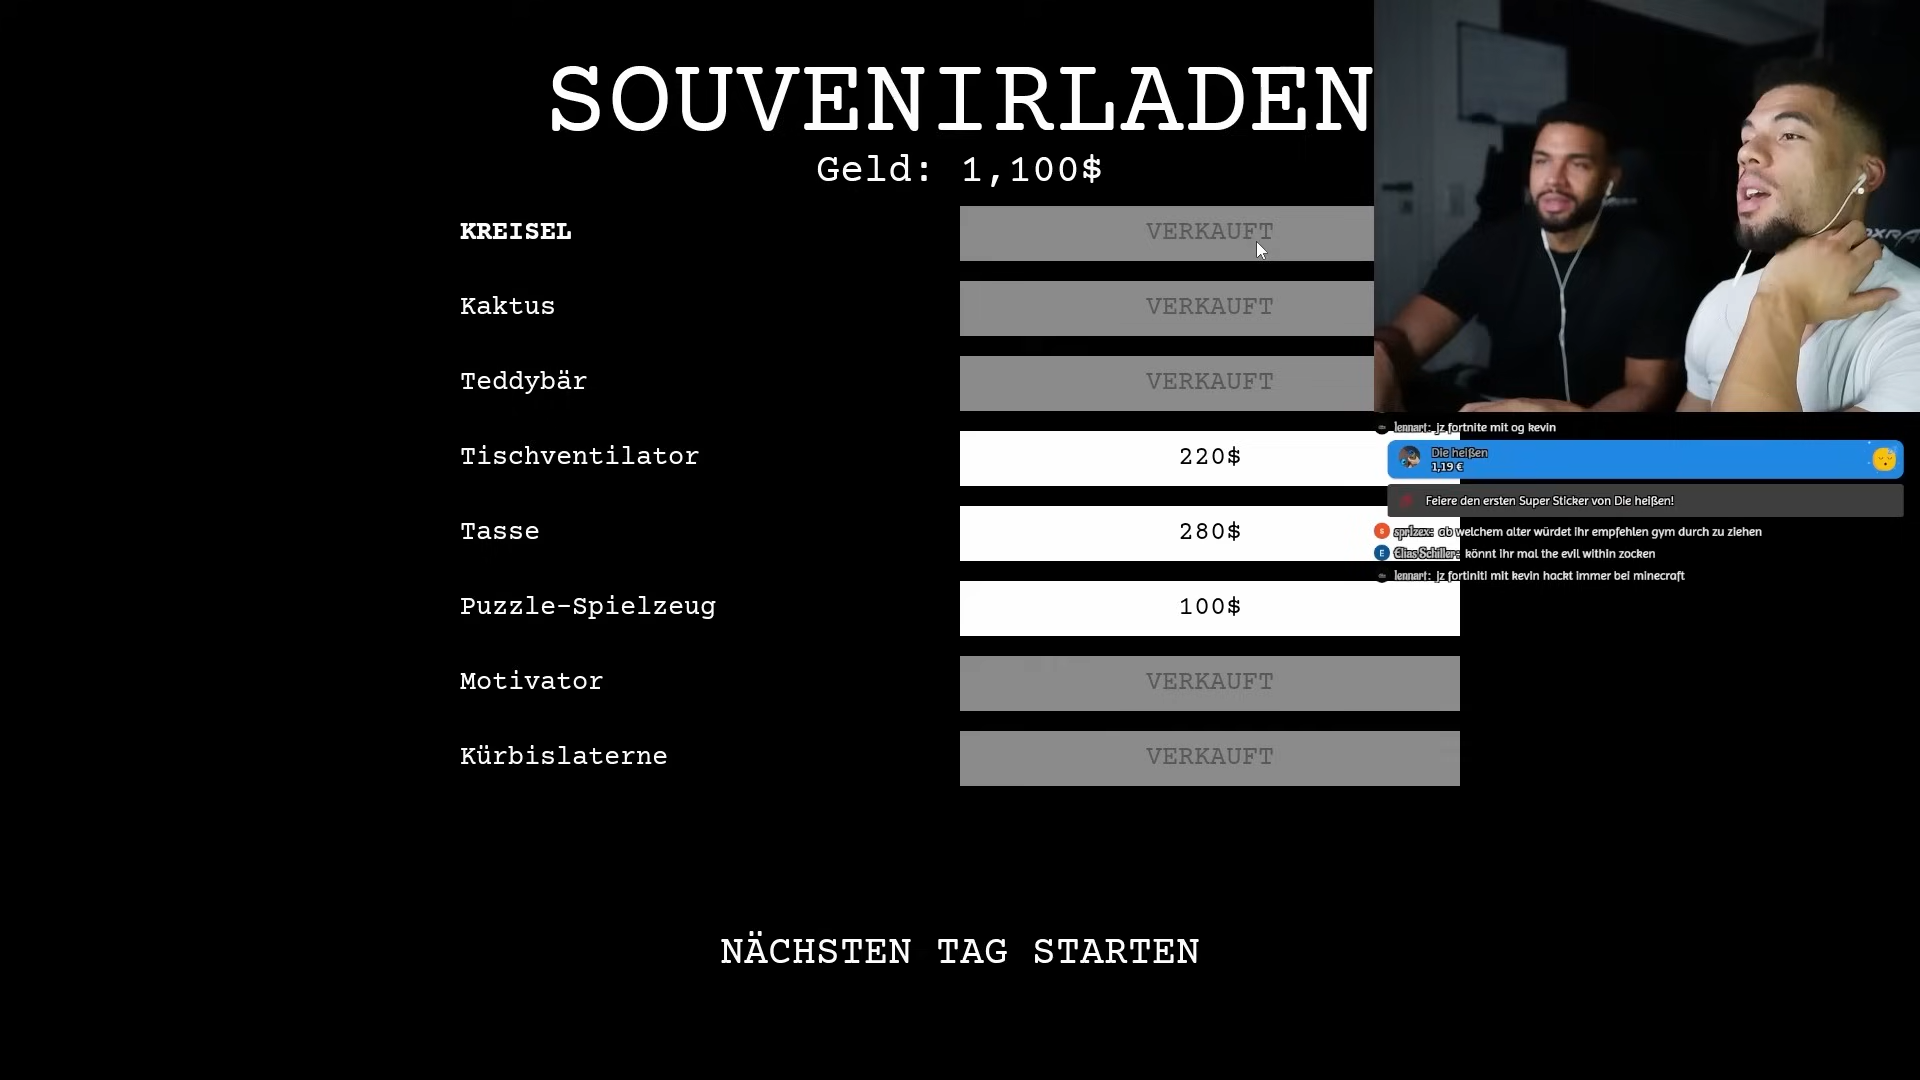 SOUVENIRLADEN
Geld: 1,100$
KREISEL VERKAUFT
Kaktus VERKAUFT
Teddybär VERKAUFT
Tischventilator 220$
Tasse 280$
Puzzle-Spielzeug 100$
Motivator VERKAUFT
Kürbislaterne VERKAUFT
NÄCHSTEN TAG STARTEN
lennart: jz fortnite mit og kevin
Die heißen
1,19 €
Feiere den ersten Super Sticker von Die heißen!
sprizex: ob welchem alter würdet ihr empfehlen gym durch zu ziehen
Elias Schiller: könnt ihr mal the evil within zocken
lennart: jz fortiniti mit kevin hackt immer bei minecraft